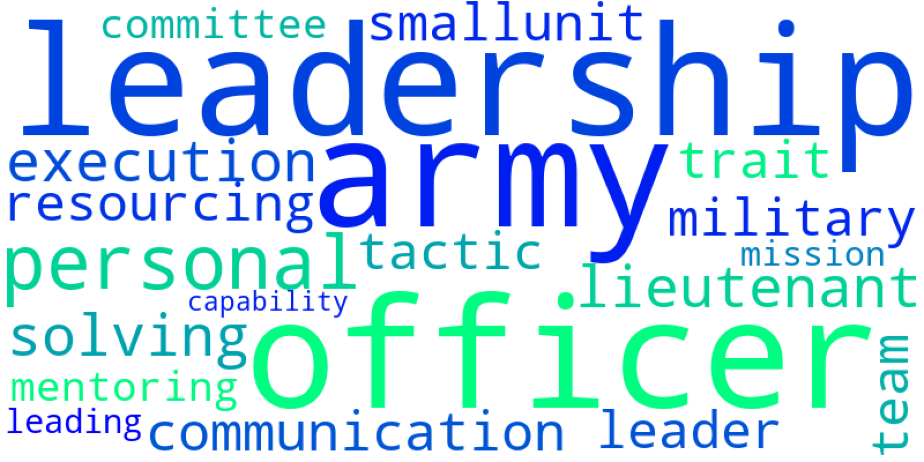 committee smallunit
leadership
execution army trait
resourcing military
personal tactic mission
capability lieutenant
solving officer
mentoring team
leading communication leader